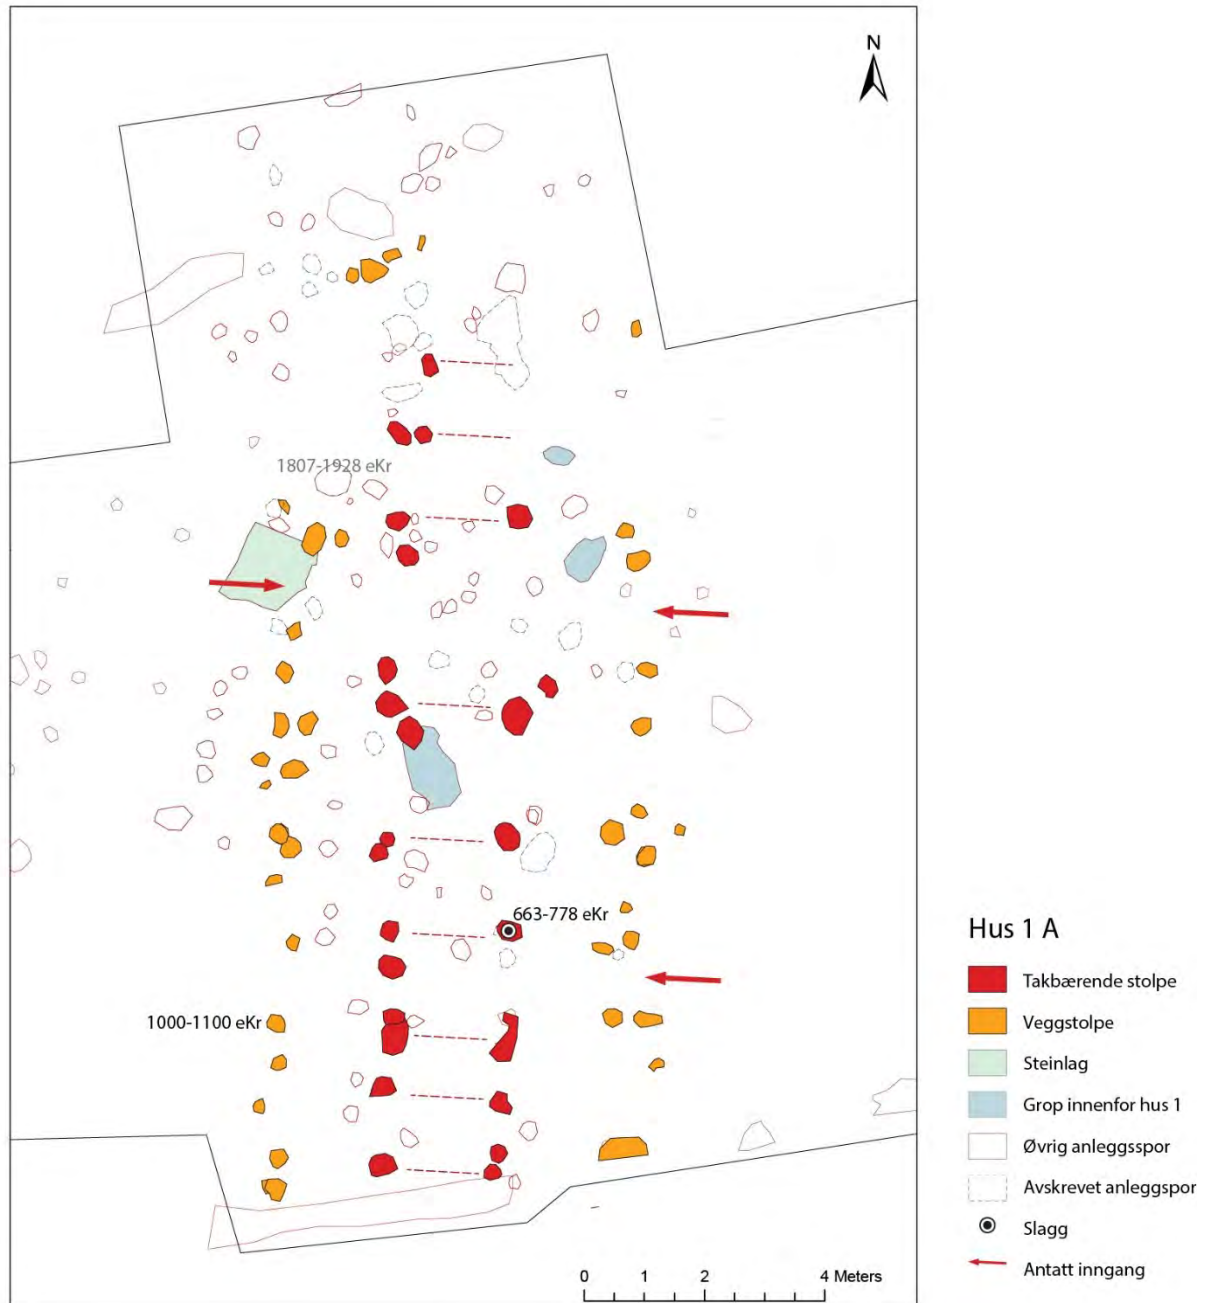 N
1807-1928 eKr
663-778 eKr
1000-1100 eKr
Hus 1 A
Takbærende stolpe
Veggstolpe
Steinlag
Grop innenfor hus 1
Øvrig anleggsspor
Avskrevet anleggspor
Slagg
Antatt inngang
0 1 2 4 Meters